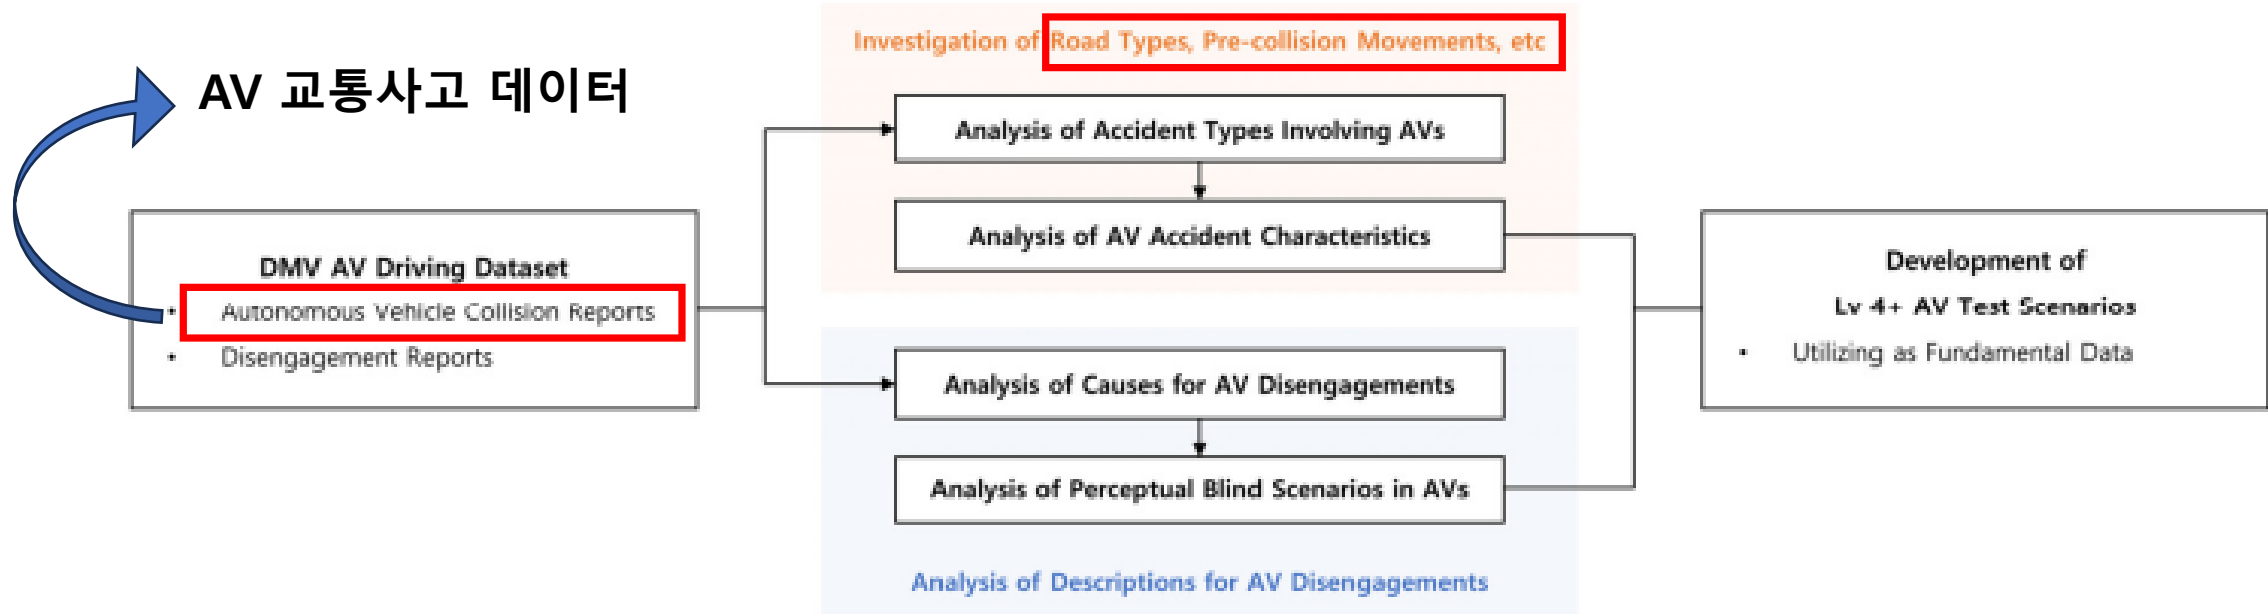 AV 교통사고 데이터
DMV AV Driving Dataset
• Autonomous Vehicle Collision Reports
• Disengagement Reports
Investigation of Road Types, Pre-collision Movements, etc
Analysis of Accident Types Involving AVs
Analysis of AV Accident Characteristics
Analysis of Causes for AV Disengagements
Analysis of Perceptual Blind Scenarios in AVs
Analysis of Descriptions for AV Disengagements
Development of
Lv 4+ AV Test Scenarios
• Utilizing as Fundamental Data